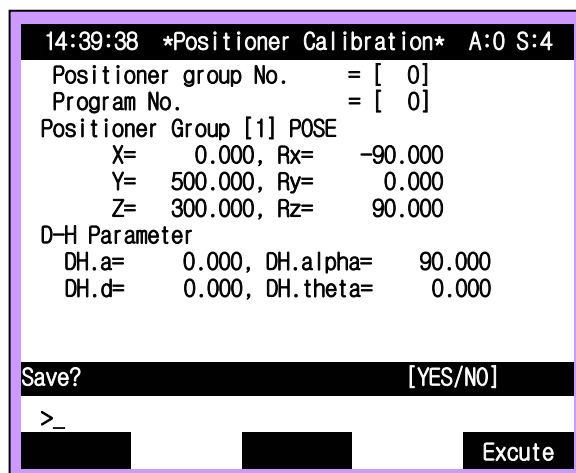 14:39:38 *Positioner Calibration* A:0 S:4
Positioner group No. = [ 0]
Program No. = [ 0]
Positioner Group [1] POSE
X= 0.000, Rx= -90.000
Y= 500.000, Ry= 0.000
Z= 300.000, Rz= 90.000
D-H Parameter
DH.a= 0.000, DH.alpha= 90.000
DH.d= 0.000, DH.theta= 0.000
Save? [YES/NO]
>_
Excute